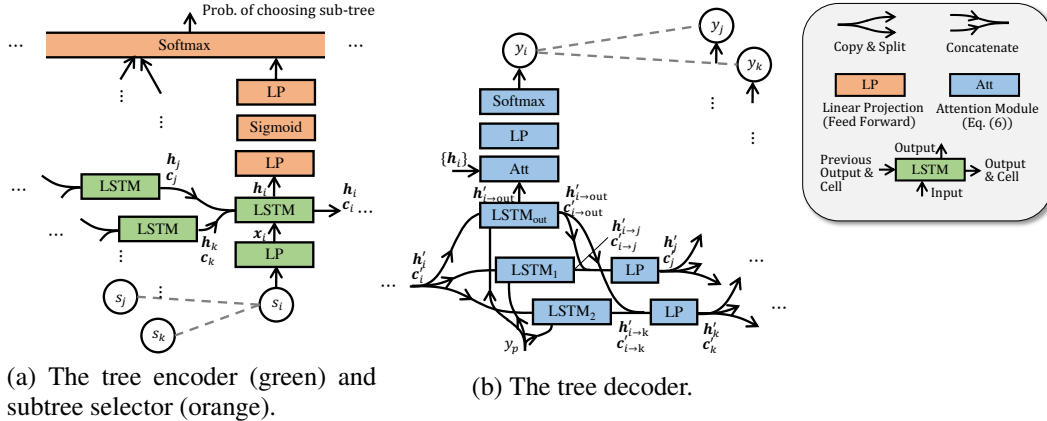 Prob. of choosing sub-tree
... Softmax ...
LP
Sigmoid
LP
⋮
⋮
h_j
c_j
... LSTM
h_i
LSTM
h_i
c_i ...
... LSTM
h_k
c_k
x_i
LP
⋮
s_j
⋮
s_i
s_k
(a) The tree encoder (green) and
subtree selector (orange).
y_i
y_j
y_k
⋮
Softmax
LP
{h_i}
Att
h'_{i→out}
h'_{i→out}
c'_{i→out}
LSTM_out
h'_i
c'_i
...
h'_{i→j}
c'_{i→j}
LSTM_1
LP
h'_j
c'_j
...
LSTM_2
LP
...
h'_{i→k}
c'_{i→k}
h'_k
c'_k
y_p
(b) The tree decoder.
Copy & Split
Concatenate
LP
Att
Linear Projection
(Feed Forward)
Attention Module
(Eq. (6))
Output
Previous
Output &
Cell
LSTM
Output
& Cell
Input